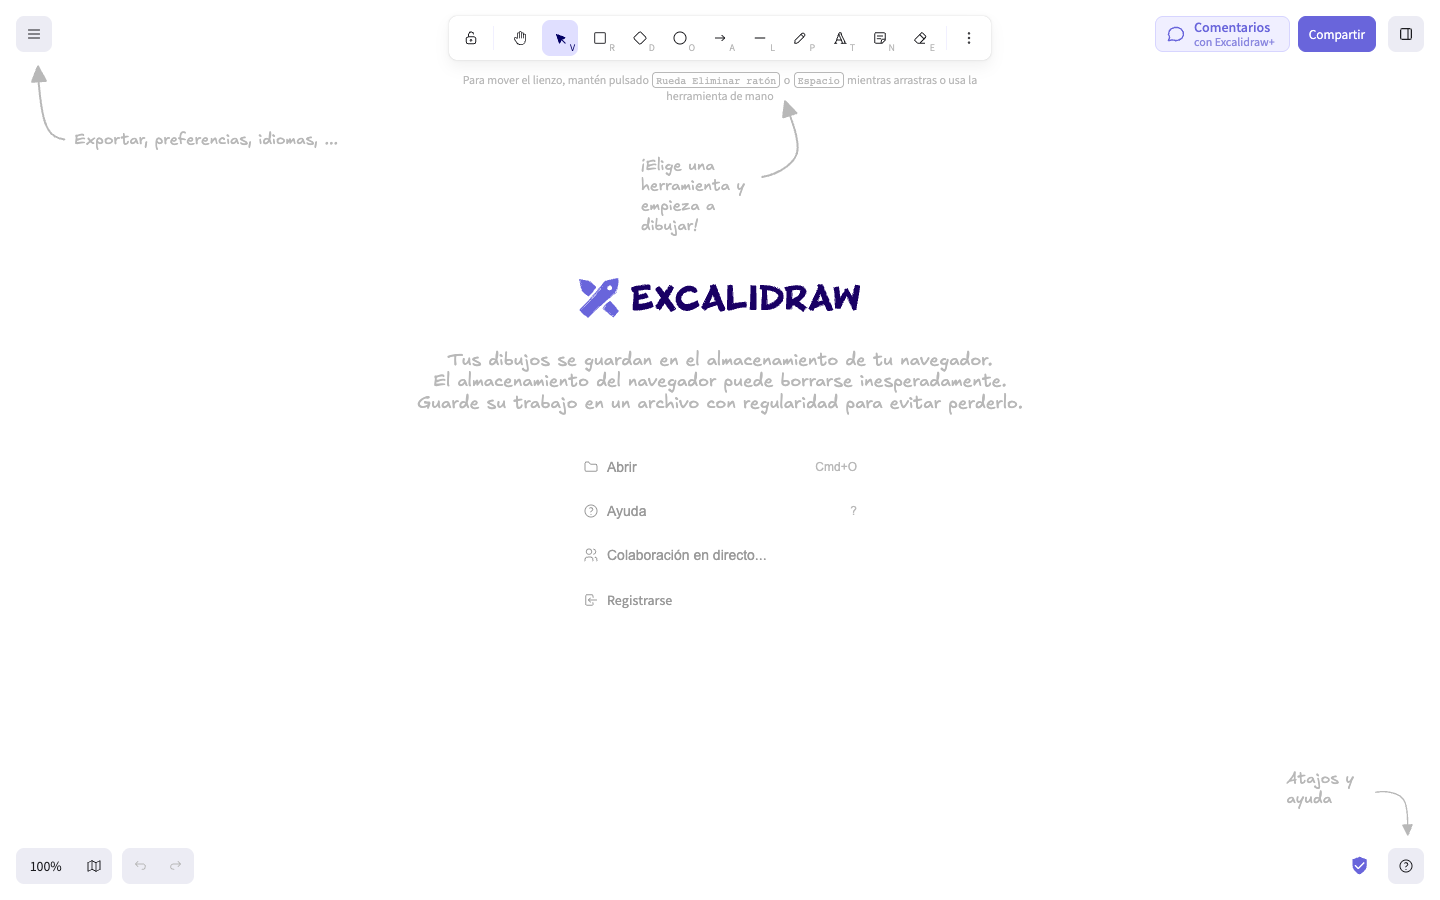 V
R
D
O
A
L
P
T
N
E
Comentarios
con Excalidraw+
Compartir
Para mover el lienzo, mantén pulsado Rueda Eliminar ratón o Espacio mientras arrastras o usa la
herramienta de mano
Exportar, preferencias, idiomas, ...
¡Elige una
herramienta y
empieza a
dibujar!
EXCALIDRAW
Tus dibujos se guardan en el almacenamiento de tu navegador.
El almacenamiento del navegador puede borrarse inesperadamente.
Guarde su trabajo en un archivo con regularidad para evitar perderlo.
Abrir Cmd+O
Ayuda ?
Colaboración en directo...
Registrarse
Atajos y
ayuda
100%